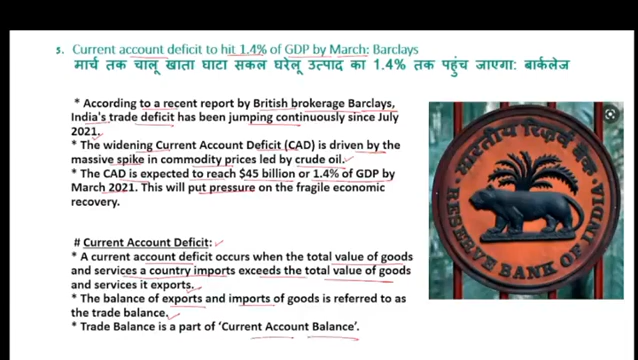 5. Current account deficit to hit 1.4% of GDP by March: Barclays
मार्च तक चालू खाता घाटा सकल घरेलू उत्पाद का 1.4% तक पहुंच जाएगा: बार्कलेज
* According to a recent report by British brokerage Barclays,
India's trade deficit has been jumping continuously since July
2021.
* The widening Current Account Deficit (CAD) is driven by the
massive spike in commodity prices led by crude oil.
* The CAD is expected to reach $45 billion or 1.4% of GDP by
March 2021. This will put pressure on the fragile economic
recovery.
# Current Account Deficit:
* A current account deficit occurs when the total value of goods
and services a country imports exceeds the total value of goods
and services it exports.
* The balance of exports and imports of goods is referred to as
the trade balance.
* Trade Balance is a part of 'Current Account Balance'.
भारतीय रिज़र्व बैंक
RESERVE BANK OF INDIA